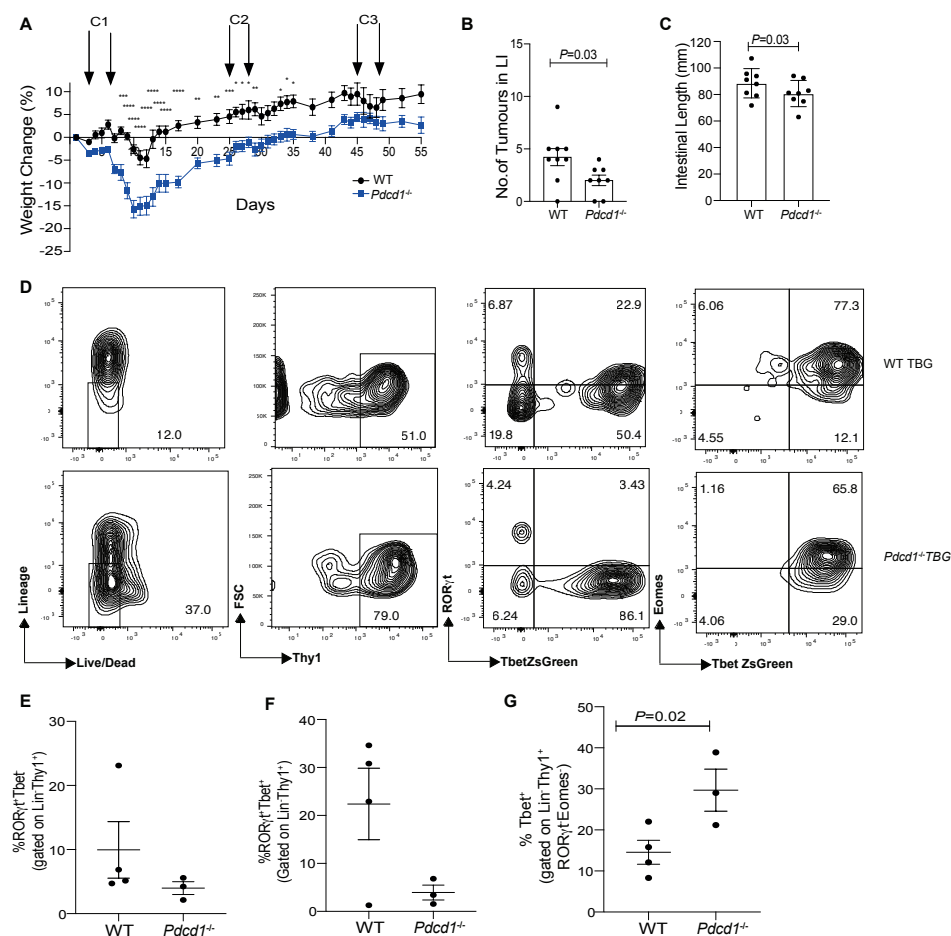 A
C1
C2
C3
Weight Change (%)
10
5
0
-5
-10
-15
-20
-25
10
15
20
25
30
35
40
45
50
55
Days
WT
Pdcd1-/-
B
No.of Tumours in LI
P=0.03
15
10
5
0
WT
Pdcd1-/-
C
Intestinal Length (mm)
P=0.03
120
100
80
60
40
20
0
WT
Pdcd1-/-
D
12.0
51.0
6.87
22.9
19.8
50.4
6.06
77.3
4.55
12.1
WT TBG
37.0
79.0
4.24
3.43
6.24
86.1
1.16
65.8
4.06
29.0
Pdcd1-/-TBG
Lineage
Live/Dead
FSC
Thy1
RORγt
TbetZsGreen
Eomes
Tbet ZsGreen
E
%RORγt+Tbet-
(gated on Lin-Thy1+)
30
20
10
0
WT
Pdcd1-/-
F
%RORγt+Tbet+
(Gated on Lin-Thy1+)
40
30
20
10
0
WT
Pdcd1-/-
G
% Tbet+
(gated on Lin-Thy1+
RORγt-Eomes-)
P=0.02
50
40
30
20
10
0
WT
Pdcd1-/-